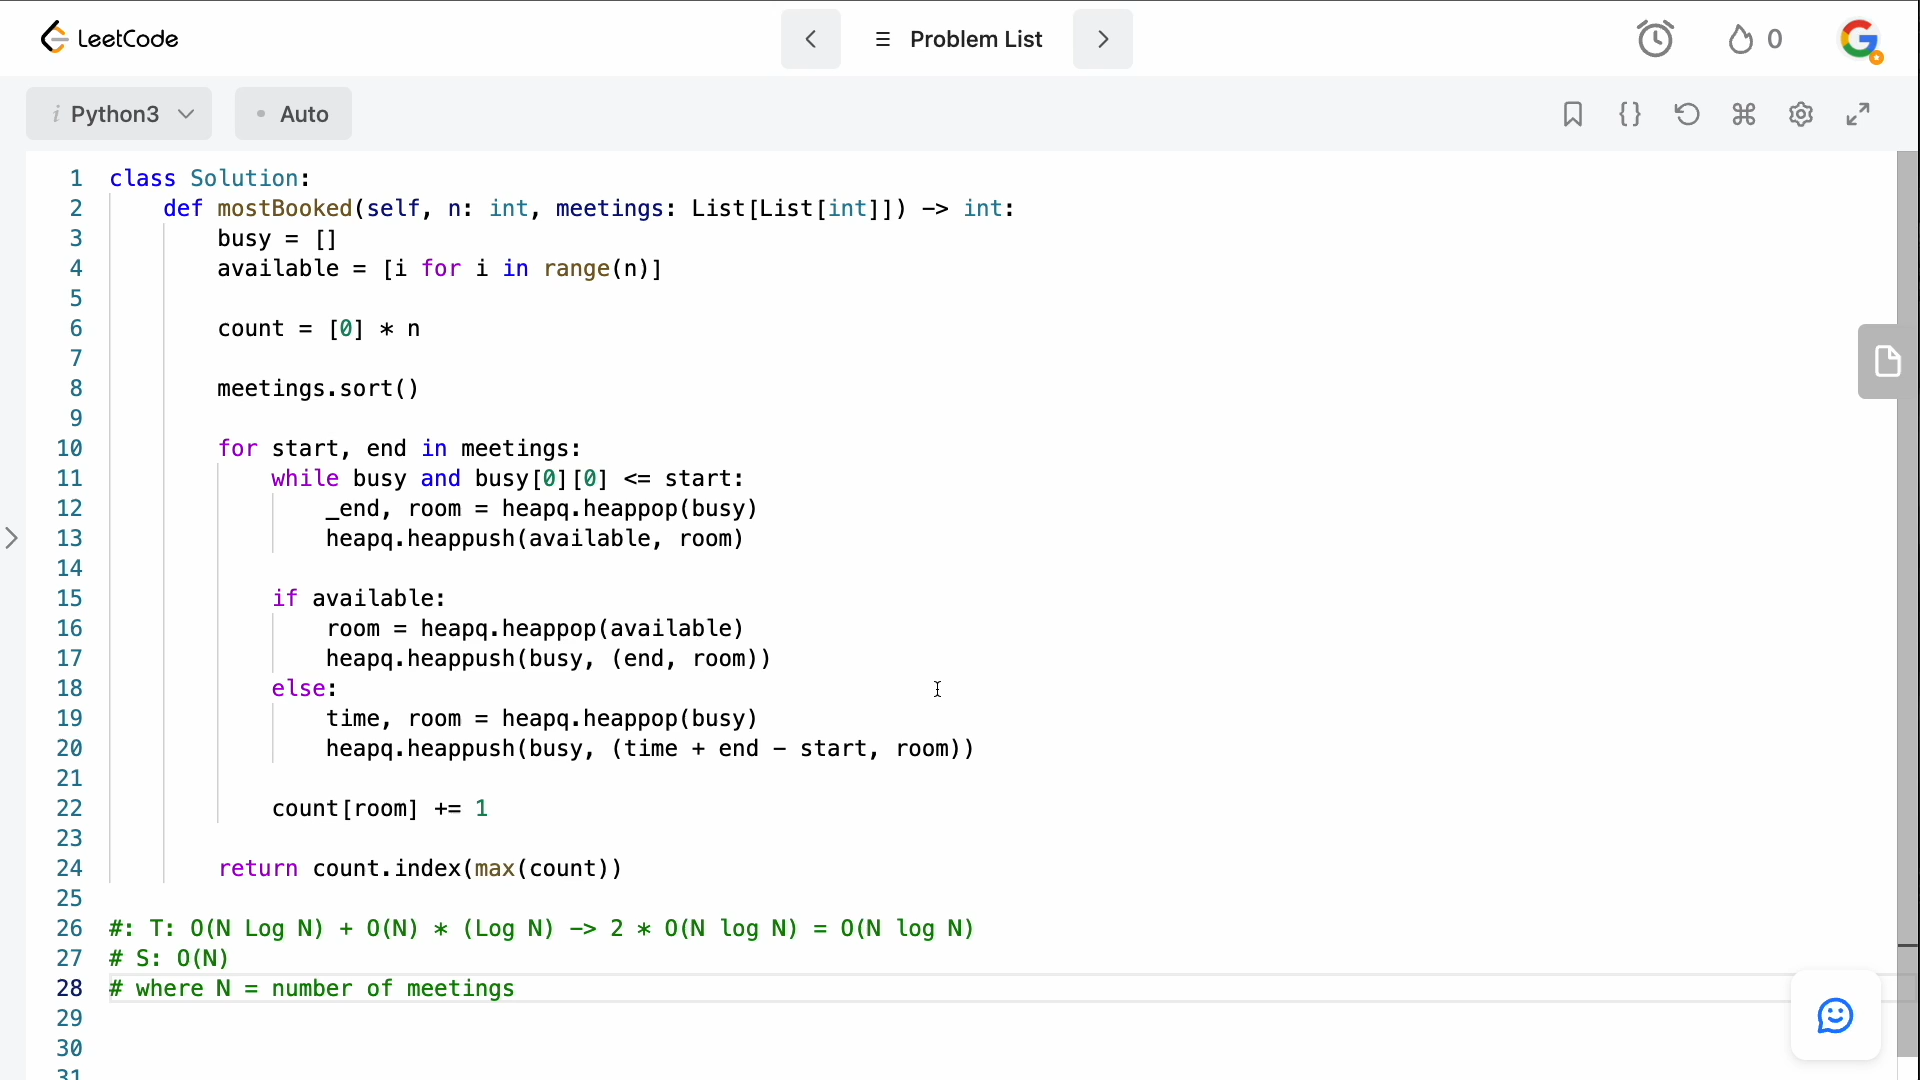 LeetCode
Problem List
0
i Python3
Auto
1 class Solution:
2 def mostBooked(self, n: int, meetings: List[List[int]]) -> int:
3 busy = []
4 available = [i for i in range(n)]
5
6 count = [0] * n
7
8 meetings.sort()
9
10 for start, end in meetings:
11 while busy and busy[0][0] <= start:
12 _end, room = heapq.heappop(busy)
13 heapq.heappush(available, room)
14
15 if available:
16 room = heapq.heappop(available)
17 heapq.heappush(busy, (end, room))
18 else:
19 time, room = heapq.heappop(busy)
20 heapq.heappush(busy, (time + end - start, room))
21
22 count[room] += 1
23
24 return count.index(max(count))
25
26 #: T: O(N Log N) + O(N) * (Log N) -> 2 * O(N log N) = O(N log N)
27 # S: O(N)
28 # where N = number of meetings
29
30
31